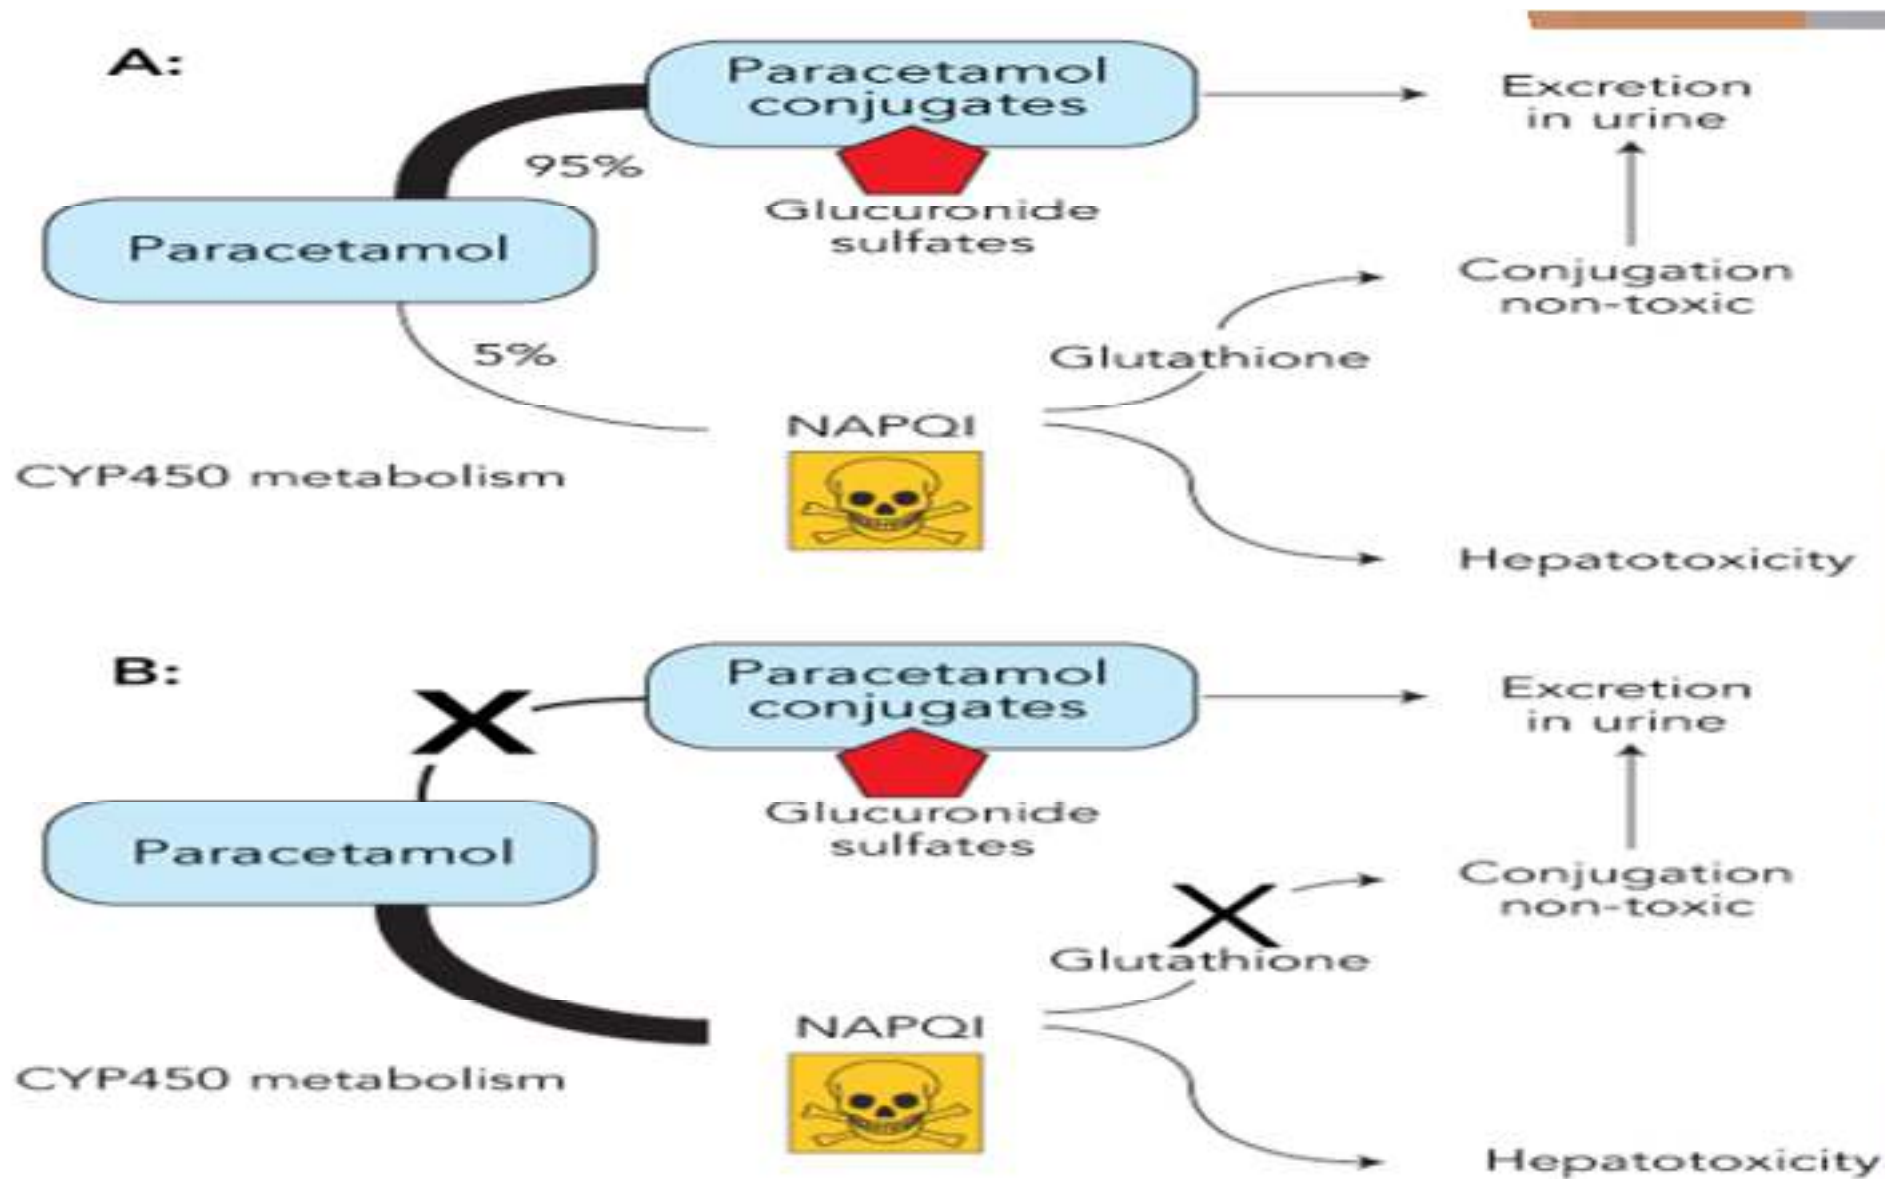 A:
Paracetamol
conjugates
Excretion
in urine
95%
Glucuronide
sulfates
Paracetamol
Conjugation
non-toxic
5%
Glutathione
NAPQI
CYP450 metabolism
Hepatotoxicity
B:
Paracetamol
conjugates
Excretion
in urine
X
Glucuronide
sulfates
Paracetamol
Conjugation
non-toxic
X
Glutathione
NAPQI
CYP450 metabolism
Hepatotoxicity